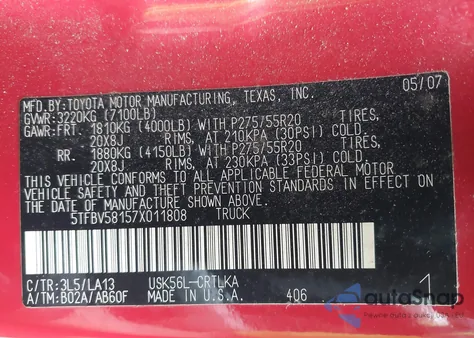 MFD.BY:TOYOTA MOTOR MANUFACTURING, TEXAS, INC. 05/07
GVWR:3220KG (7100LB)
GAWR:FRT. 1810KG (4000LB) WITH P275/55R20 TIRES,
20X8J RIMS, AT 210KPA (30PSI) COLD.
RR. 1880KG (4150LB) WITH P275/55R20 TIRES,
20X8J RIMS, AT 230KPA (33PSI) COLD.
THIS VEHICLE CONFORMS TO ALL APPLICABLE FEDERAL MOTOR
VEHICLE SAFETY AND THEFT PREVENTION STANDARDS IN EFFECT
ON THE DATE OF MANUFACTURE SHOWN ABOVE.
5TFBV58157X011808 TRUCK
C/TR:3L5/LA13 USK56L-CRTLKA
A/TM:B02A/AB60F MADE IN U.S.A. 406 1
autoSnap